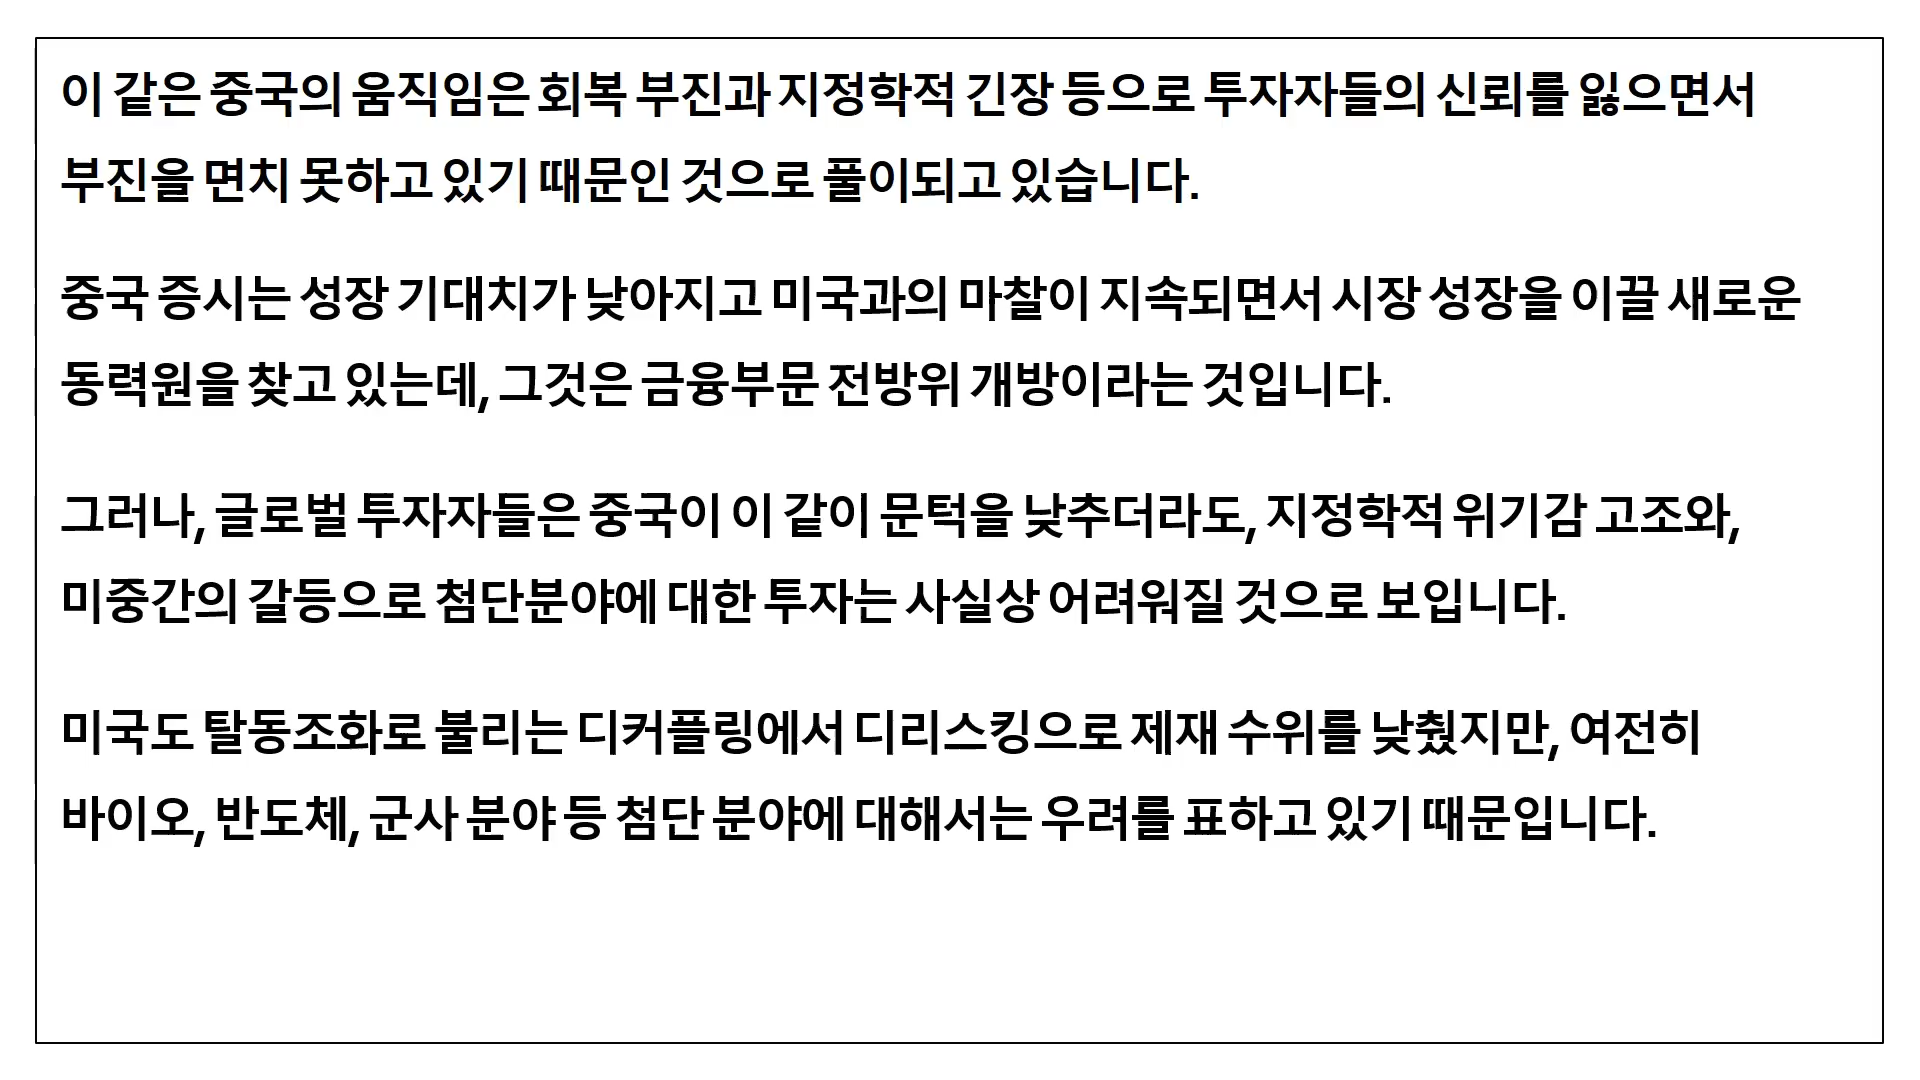 이 같은 중국의 움직임은 회복 부진과 지정학적 긴장 등으로 투자자들의 신뢰를 잃으면서
부진을 면치 못하고 있기 때문인 것으로 풀이되고 있습니다.
중국 증시는 성장 기대치가 낮아지고 미국과의 마찰이 지속되면서 시장 성장을 이끌 새로운
동력원을 찾고 있는데, 그것은 금융부문 전방위 개방이라는 것입니다.
그러나, 글로벌 투자자들은 중국이 이 같이 문턱을 낮추더라도, 지정학적 위기감 고조와,
미중간의 갈등으로 첨단분야에 대한 투자는 사실상 어려워질 것으로 보입니다.
미국도 탈동조화로 불리는 디커플링에서 디리스킹으로 제재 수위를 낮췄지만, 여전히
바이오, 반도체, 군사 분야 등 첨단 분야에 대해서는 우려를 표하고 있기 때문입니다.